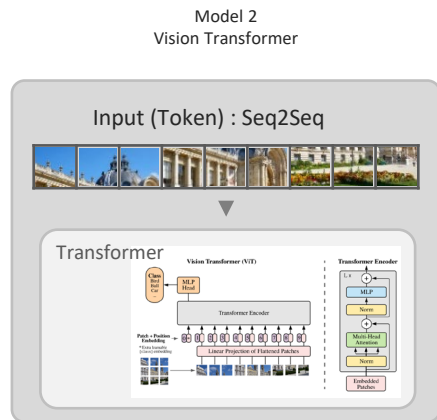 Model 2
Vision Transformer
Input (Token) : Seq2Seq
Transformer
Vision Transformer (ViT)
Transformer Encoder
Class
Bird
Ball
Car
...
MLP
Head
Transformer Encoder
Patch + Position
Embedding
* Extra learnable
[class] embedding
Linear Projection of Flattened Patches
L x
+
MLP
Norm
+
Multi-Head
Attention
Norm
Embedded
Patches